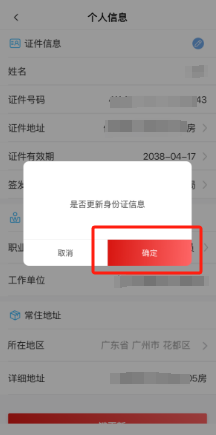 个人信息
证件信息
姓名
证件号码 43
证件地址 房
证件有效期 2038-04-17
签发
是否更新身份证信息
取消 确定
职业
工作单位
常住地址
所在地区 广东省 广州市 花都区
详细地址 05房